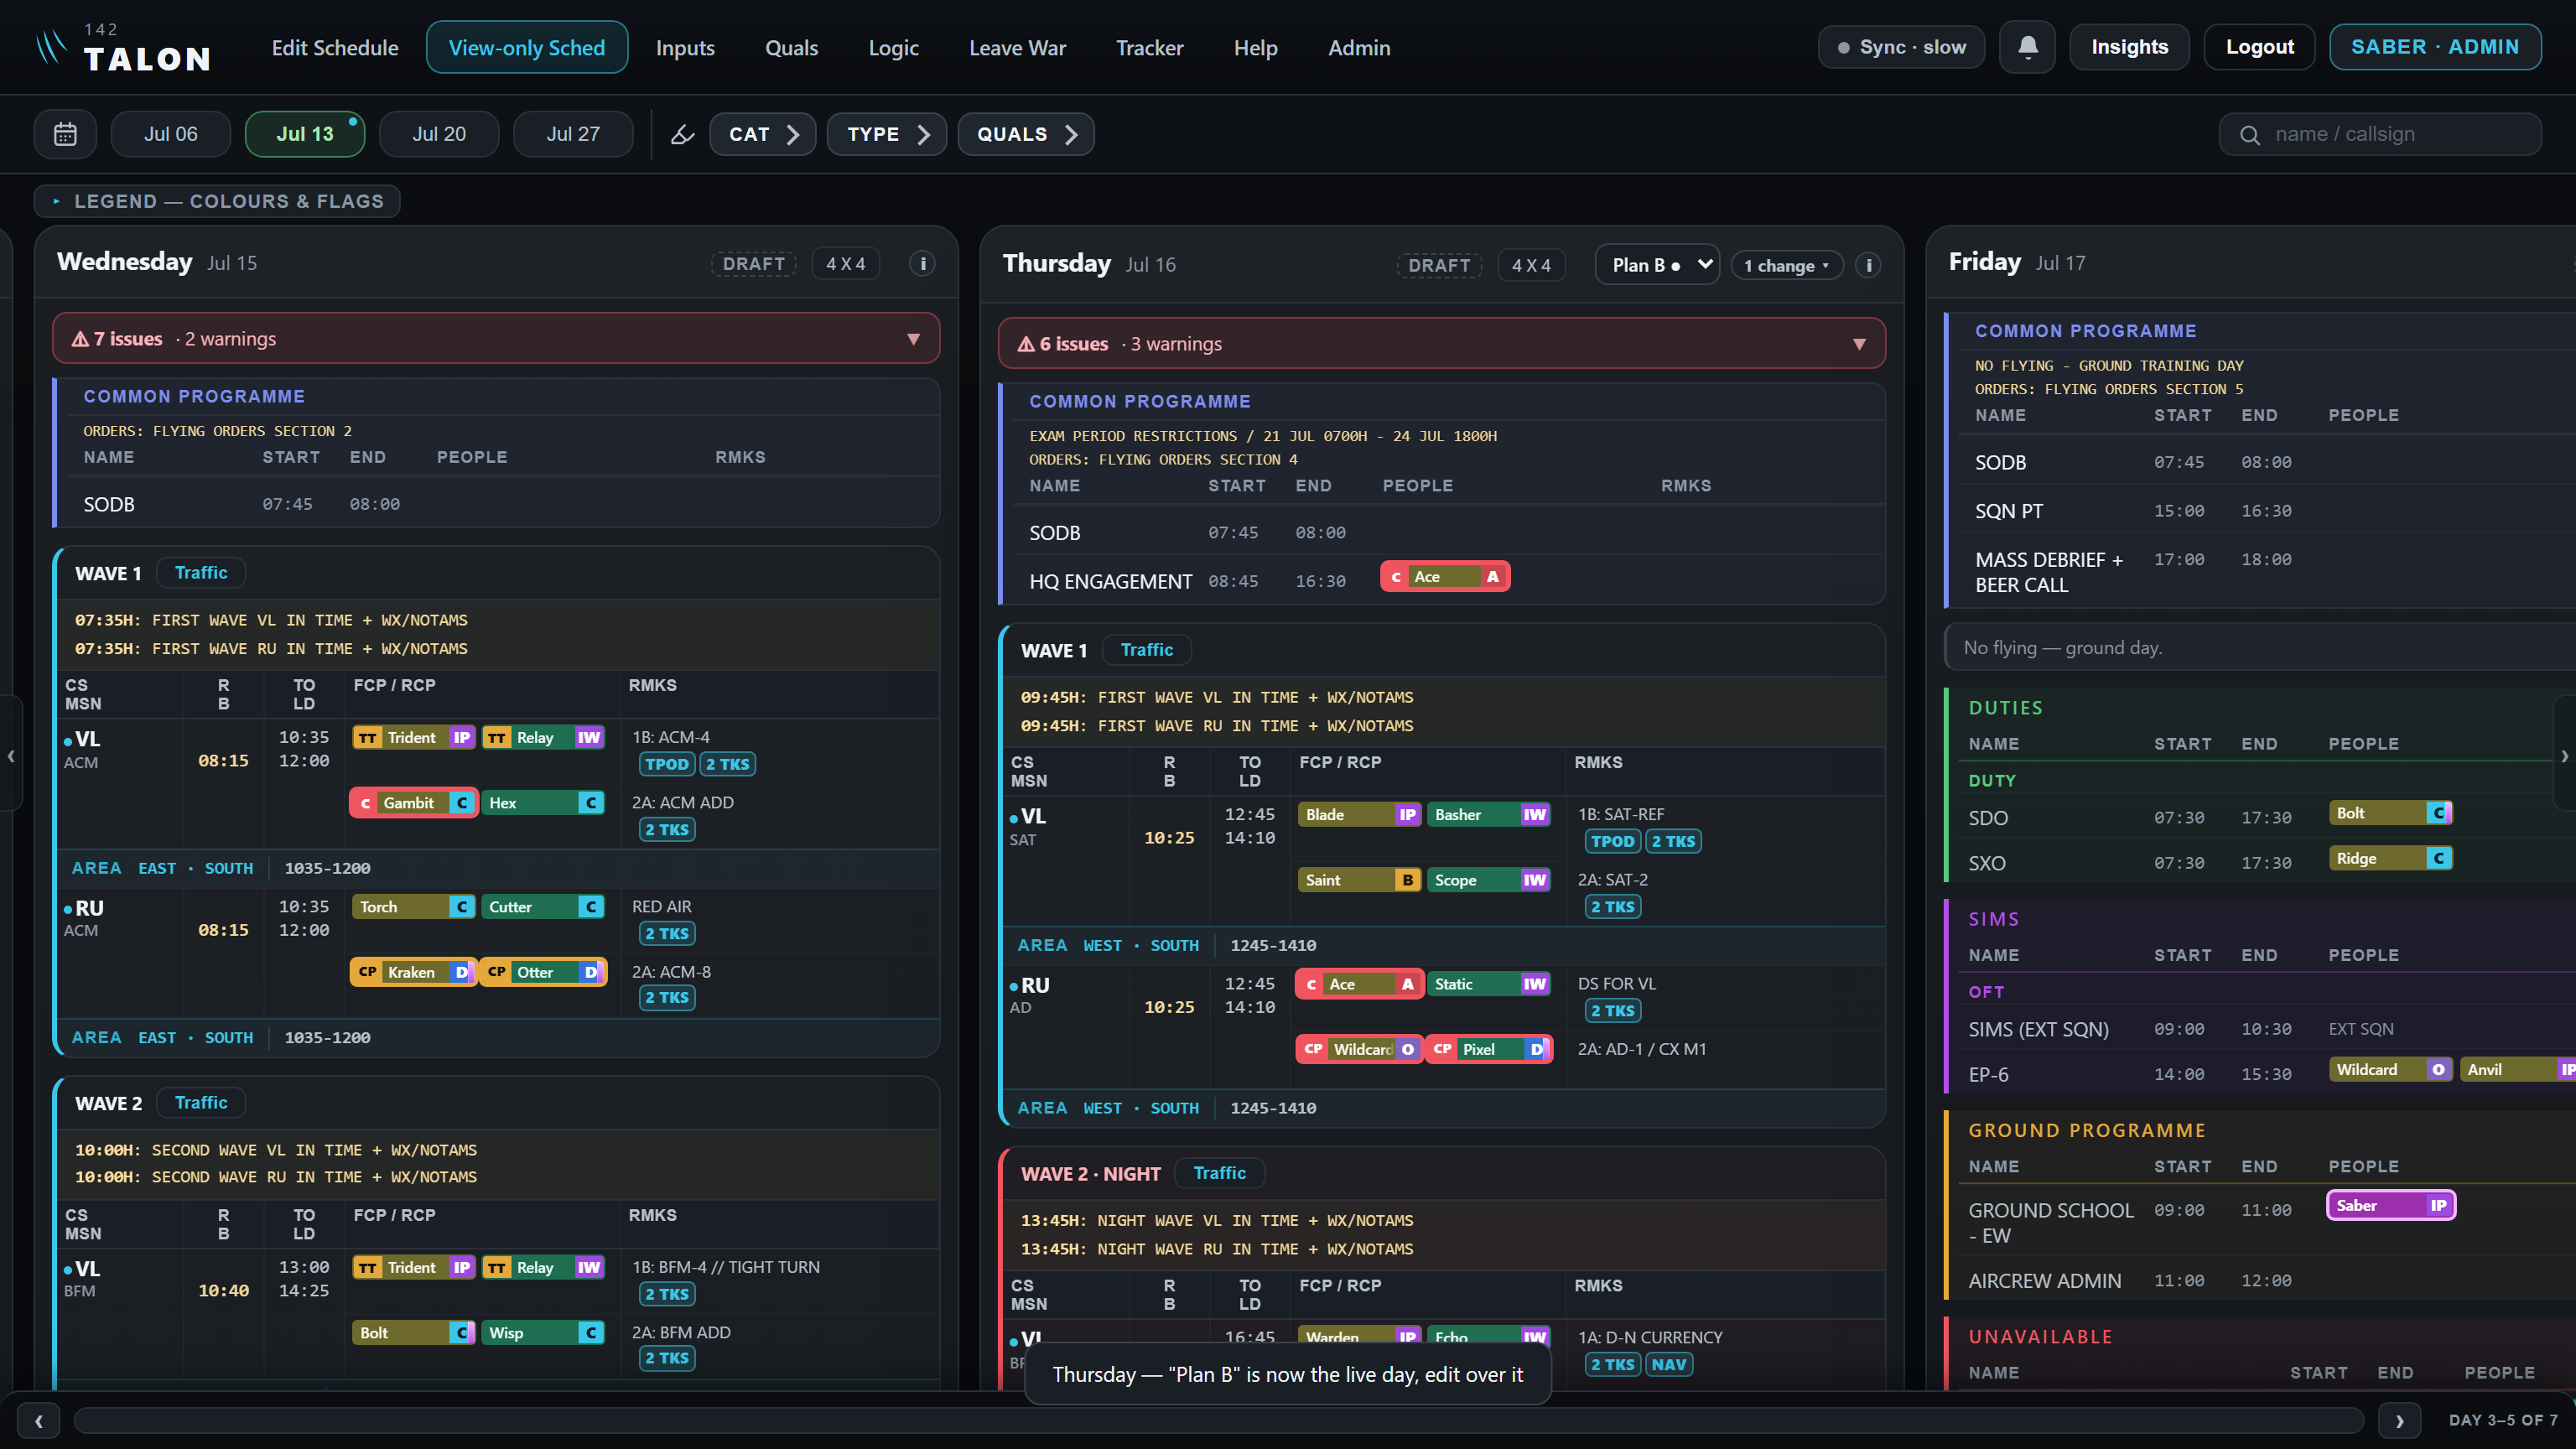 142
TALON
Edit Schedule
View-only Sched
Inputs
Quals
Logic
Leave War
Tracker
Help
Admin
Sync · slow
Insights
Logout
SABER · ADMIN
Jul 06
Jul 13
Jul 20
Jul 27
CAT
TYPE
QUALS
name / callsign
LEGEND — COLOURS & FLAGS
Wednesday Jul 15
DRAFT
4 X 4
i
7 issues · 2 warnings
COMMON PROGRAMME
ORDERS: FLYING ORDERS SECTION 2
NAME START END PEOPLE RMKS
SODB 07:45 08:00
WAVE 1 Traffic
07:35H: FIRST WAVE VL IN TIME + WX/NOTAMS
07:35H: FIRST WAVE RU IN TIME + WX/NOTAMS
CS R TO FCP / RCP RMKS
MSN B LD
VL 10:35 TT Trident IP TT Relay IW 1B: ACM-4
ACM 08:15 12:00 TPOD 2 TKS
C Gambit C Hex C 2A: ACM ADD
2 TKS
AREA EAST · SOUTH 1035-1200
RU 10:35 Torch C Cutter C RED AIR
ACM 08:15 12:00 2 TKS
CP Kraken D CP Otter D 2A: ACM-8
2 TKS
AREA EAST · SOUTH 1035-1200
WAVE 2 Traffic
10:00H: SECOND WAVE VL IN TIME + WX/NOTAMS
10:00H: SECOND WAVE RU IN TIME + WX/NOTAMS
CS R TO FCP / RCP RMKS
MSN B LD
VL 13:00 TT Trident IP TT Relay IW 1B: BFM-4 // TIGHT TURN
BFM 10:40 14:25 2 TKS
Bolt C Wisp C 2A: BFM ADD
2 TKS
Thursday Jul 16
DRAFT
4 X 4
Plan B ●
1 change
i
6 issues · 3 warnings
COMMON PROGRAMME
EXAM PERIOD RESTRICTIONS / 21 JUL 0700H - 24 JUL 1800H
ORDERS: FLYING ORDERS SECTION 4
NAME START END PEOPLE RMKS
SODB 07:45 08:00
HQ ENGAGEMENT 08:45 16:30 C Ace A
WAVE 1 Traffic
09:45H: FIRST WAVE VL IN TIME + WX/NOTAMS
09:45H: FIRST WAVE RU IN TIME + WX/NOTAMS
CS R TO FCP / RCP RMKS
MSN B LD
VL 12:45 Blade IP Basher IW 1B: SAT-REF
SAT 10:25 14:10 TPOD 2 TKS
Saint B Scope IW 2A: SAT-2
2 TKS
AREA WEST · SOUTH 1245-1410
RU 12:45 C Ace A Static IW DS FOR VL
AD 10:25 14:10 2 TKS
CP Wildcard O CP Pixel D 2A: AD-1 / CX M1
AREA WEST · SOUTH 1245-1410
WAVE 2 · NIGHT Traffic
13:45H: NIGHT WAVE VL IN TIME + WX/NOTAMS
13:45H: NIGHT WAVE RU IN TIME + WX/NOTAMS
CS R TO FCP / RCP RMKS
MSN B LD
VL 16:45 Warden IP Echo IW 1A: D-N CURRENCY
2 TKS NAV
Thursday — "Plan B" is now the live day, edit over it
Friday Jul 17
COMMON PROGRAMME
NO FLYING - GROUND TRAINING DAY
ORDERS: FLYING ORDERS SECTION 5
NAME START END PEOPLE
SODB 07:45 08:00
SQN PT 15:00 16:30
MASS DEBRIEF + 17:00 18:00
BEER CALL
No flying — ground day.
DUTIES
NAME START END PEOPLE
DUTY
SDO 07:30 17:30 Bolt C
SXO 07:30 17:30 Ridge C
SIMS
NAME START END PEOPLE
OFT
SIMS (EXT SQN) 09:00 10:30 EXT SQN
EP-6 14:00 15:30 Wildcard O Anvil IP
GROUND PROGRAMME
NAME START END PEOPLE
GROUND SCHOOL 09:00 11:00 Saber IP
- EW
AIRCREW ADMIN 11:00 12:00
UNAVAILABLE
NAME START END PEOPLE
DAY 3–5 OF 7